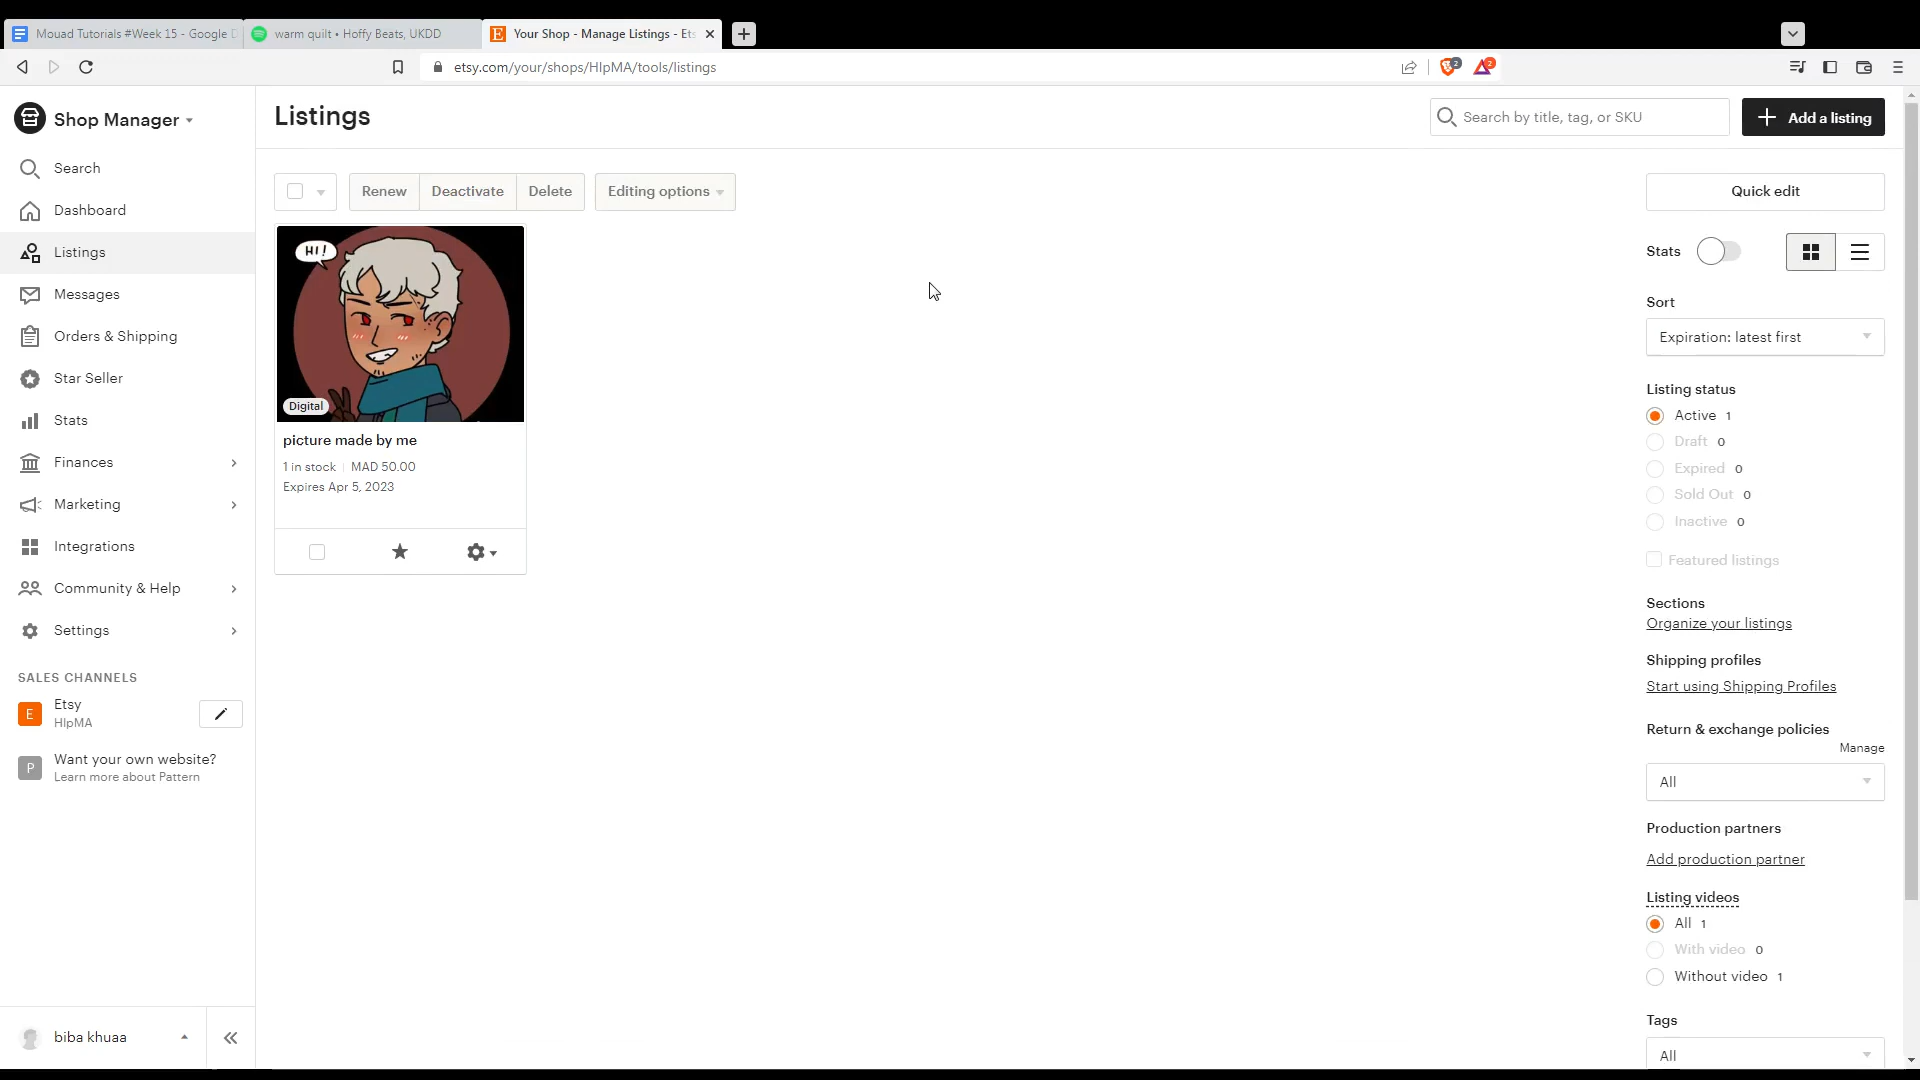 Mouad Tutorials #Week 15 - Google D
warm quilt • Hoffy Beats, UKDD
Your Shop - Manage Listings - Ets
etsy.com/your/shops/HlpMA/tools/listings
2
2
Shop Manager
Search
Dashboard
Listings
Messages
Orders & Shipping
Star Seller
Stats
Finances
Marketing
Integrations
Community & Help
Settings
SALES CHANNELS
E
Etsy
HlpMA
P
Want your own website?
Learn more about Pattern
biba khuaa
Listings
Search by title, tag, or SKU
Add a listing
Renew
Deactivate
Delete
Editing options
HI!
Digital
picture made by me
1 in stock | MAD 50.00
Expires Apr 5, 2023
Quick edit
Stats
Sort
Expiration: latest first
Listing status
Active 1
Draft 0
Expired 0
Sold Out 0
Inactive 0
Featured listings
Sections
Organize your listings
Shipping profiles
Start using Shipping Profiles
Return & exchange policies
Manage
All
Production partners
Add production partner
Listing videos
All 1
With video 0
Without video 1
Tags
All